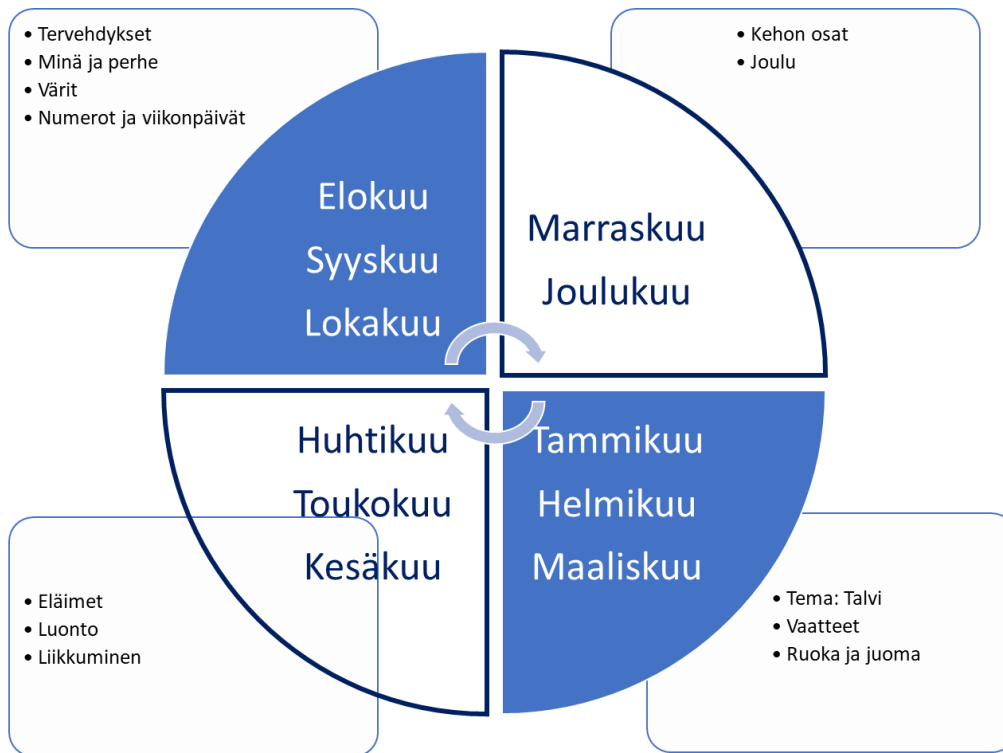 • Tervehdykset
• Minä ja perhe
• Värit
• Numerot ja viikonpäivät
Elokuu
Syyskuu
Lokakuu
• Kehon osat
• Joulu
Marraskuu
Joulukuu
Tammikuu
Helmikuu
Maaliskuu
• Tema: Talvi
• Vaatteet
• Ruoka ja juoma
Huhtikuu
Toukokuu
Kesäkuu
• Eläimet
• Luonto
• Liikkuminen